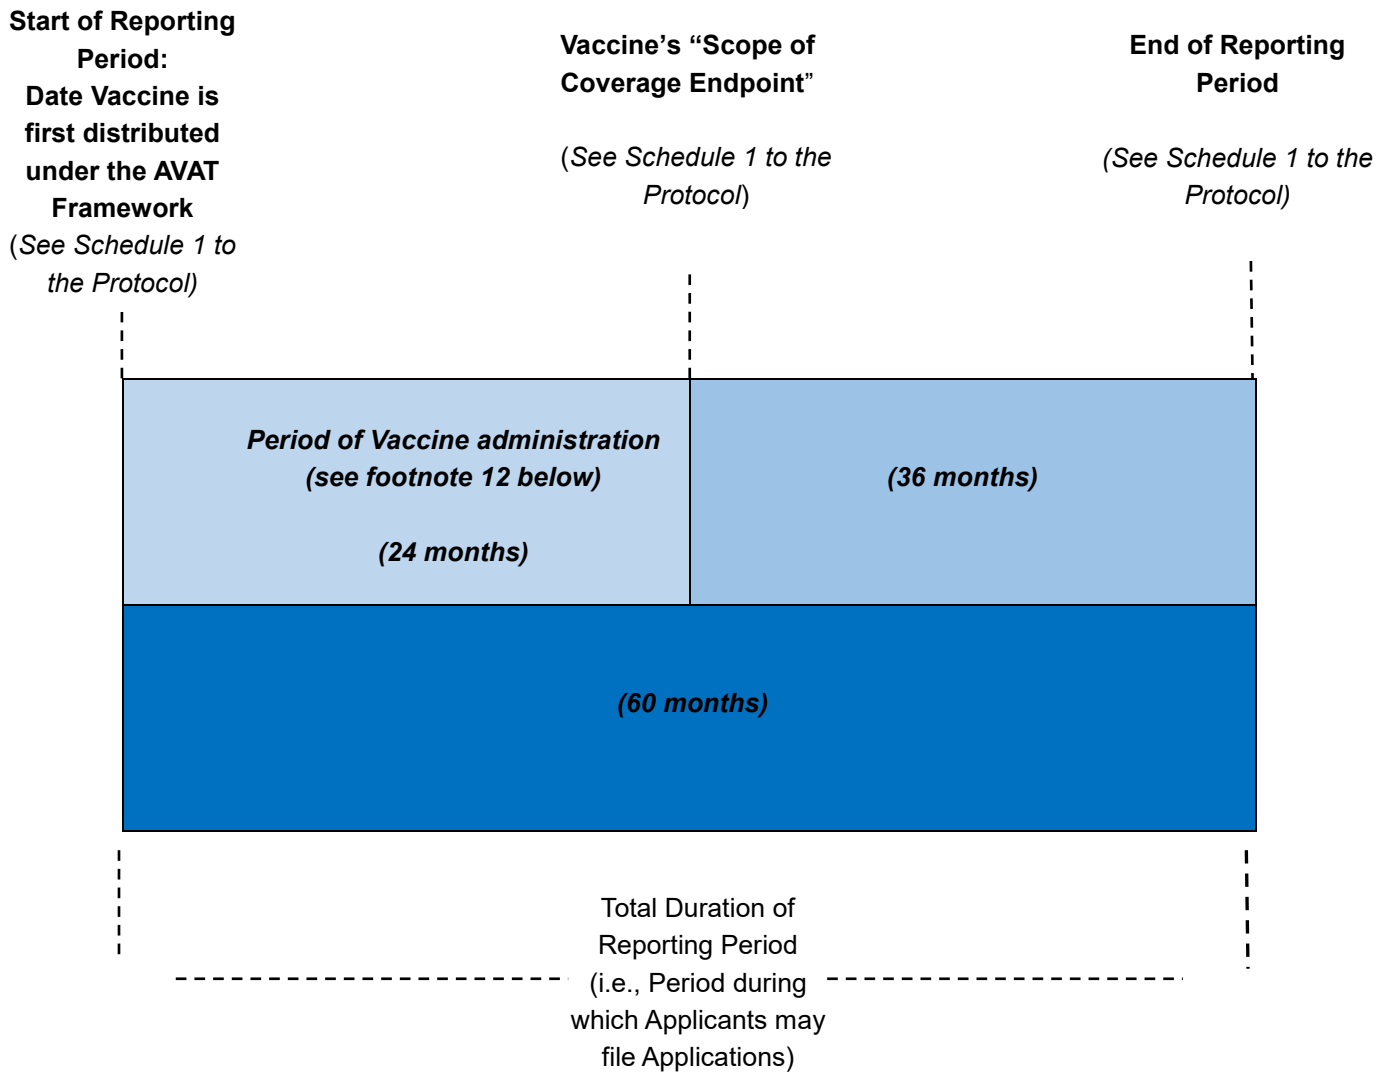 Start of Reporting
Period:
Date Vaccine is
first distributed
under the AVAT
Framework
(See Schedule 1 to
the Protocol)
Vaccine’s “Scope of
Coverage Endpoint”
(See Schedule 1 to the
Protocol)
End of Reporting
Period
(See Schedule 1 to the
Protocol)
Period of Vaccine administration
(see footnote 12 below)
(24 months)
(36 months)
(60 months)
Total Duration of
Reporting Period
(i.e., Period during
which Applicants may
file Applications)